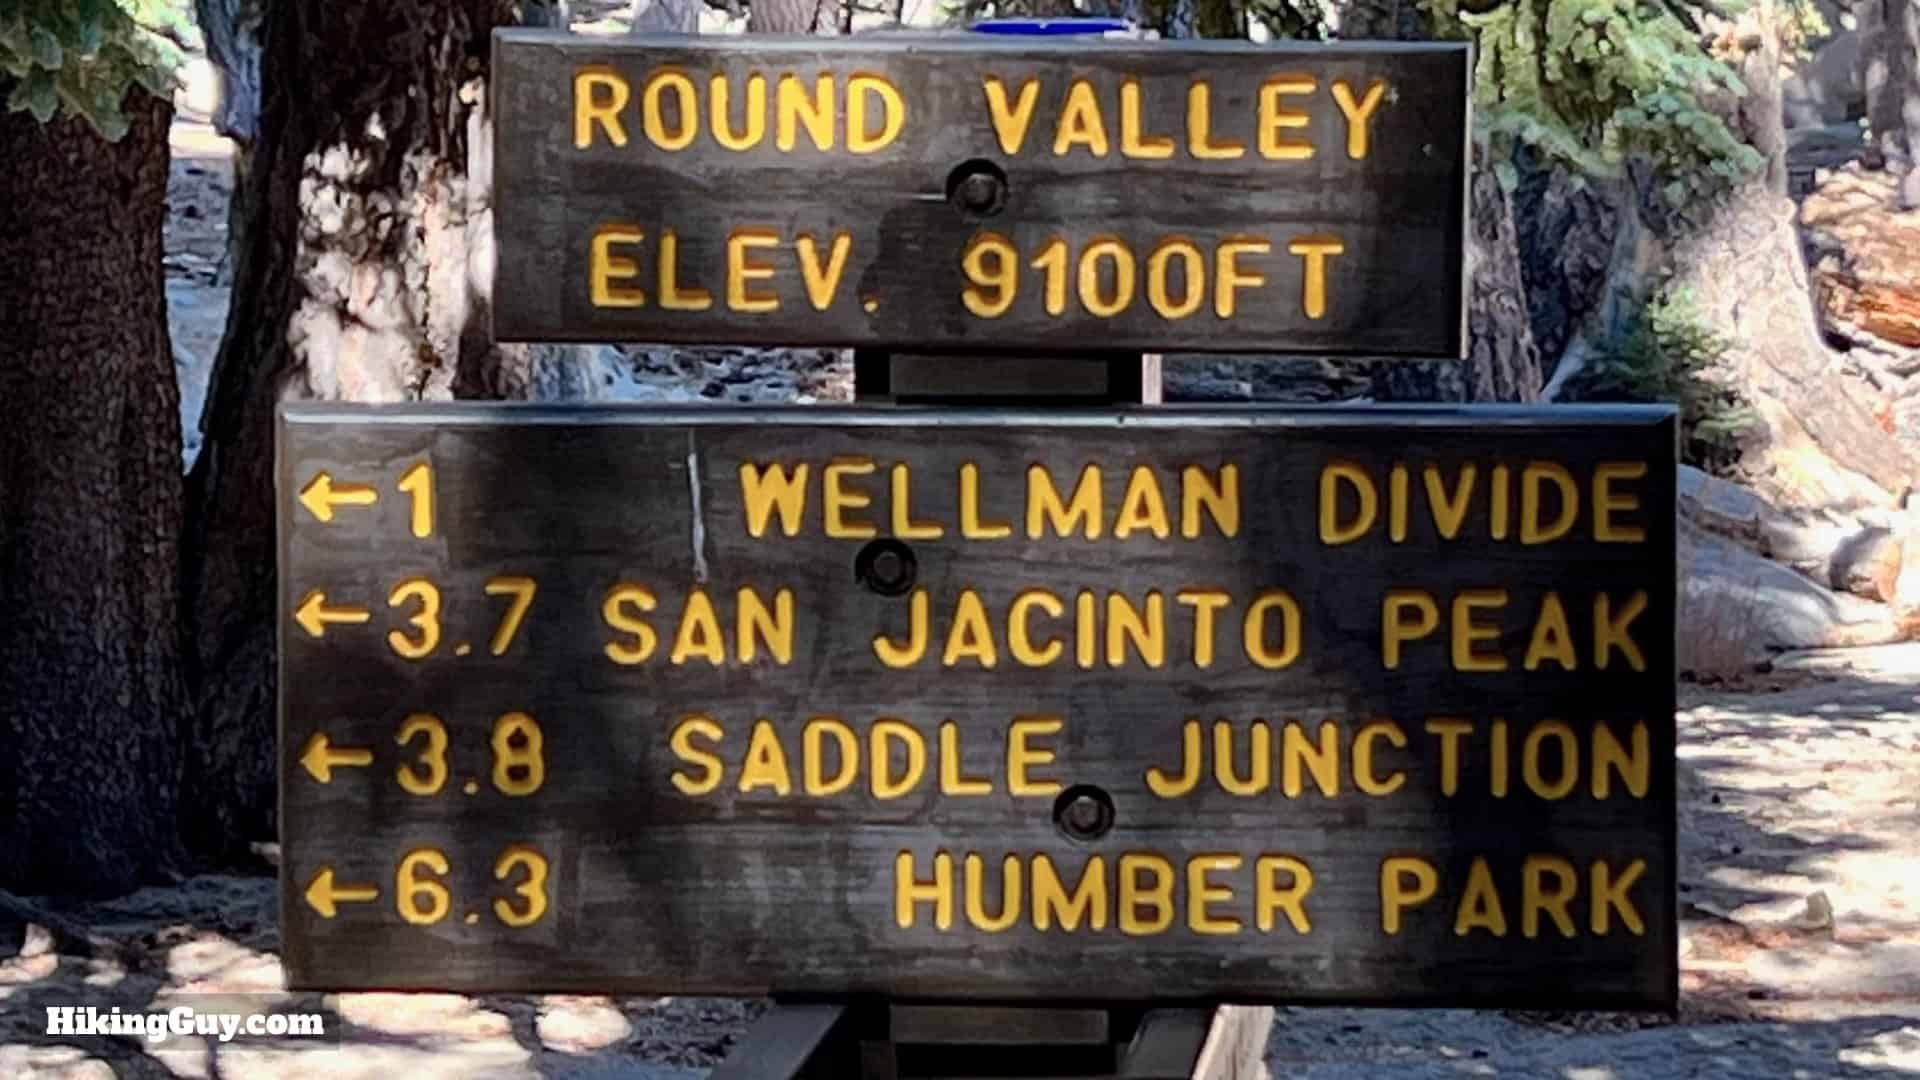 ROUND VALLEY
ELEV. 9100FT
←1 WELLMAN DIVIDE
←3.7 SAN JACINTO PEAK
←3.8 SADDLE JUNCTION
←6.3 HUMBER PARK
HikingGuy.com